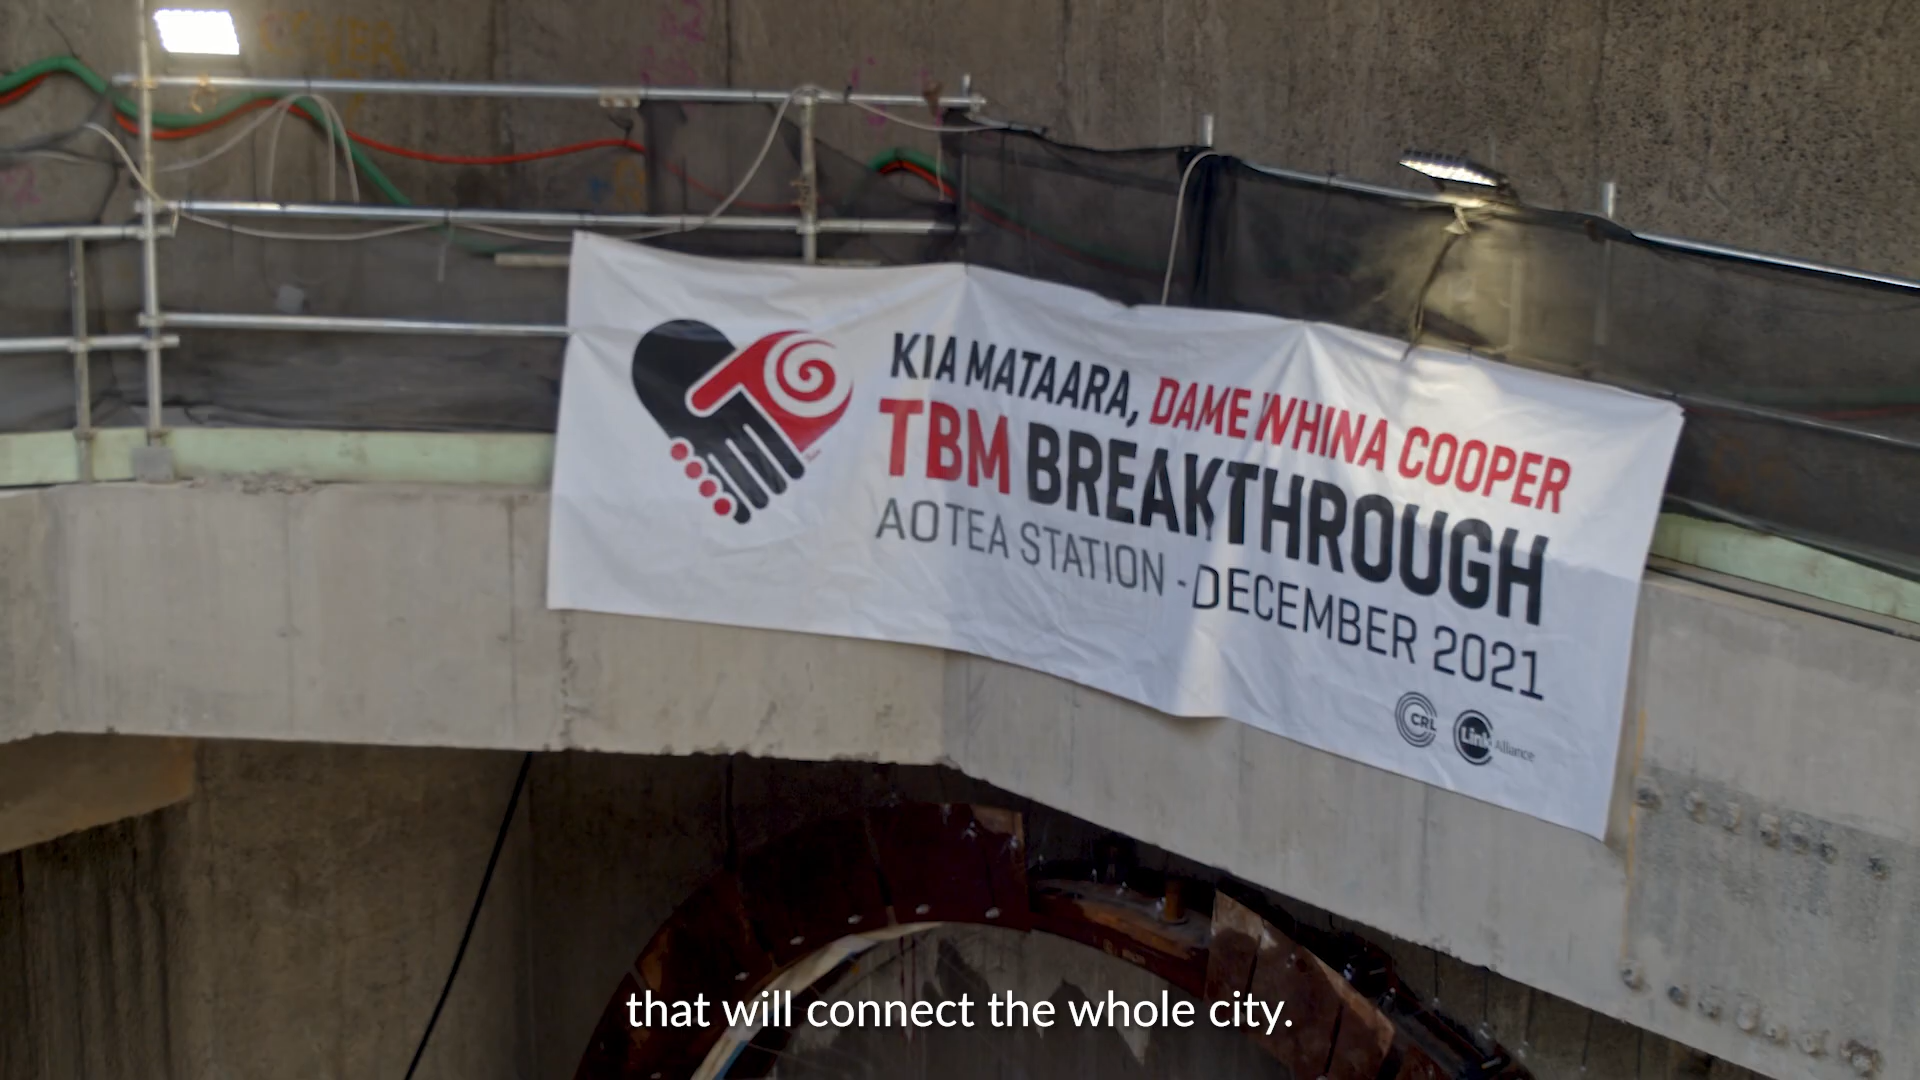 KIA MATAARA, DAME WHINA COOPER
TBM BREAKTHROUGH
AOTEA STATION - DECEMBER 2021
CRL
Link Alliance
that will connect the whole city.